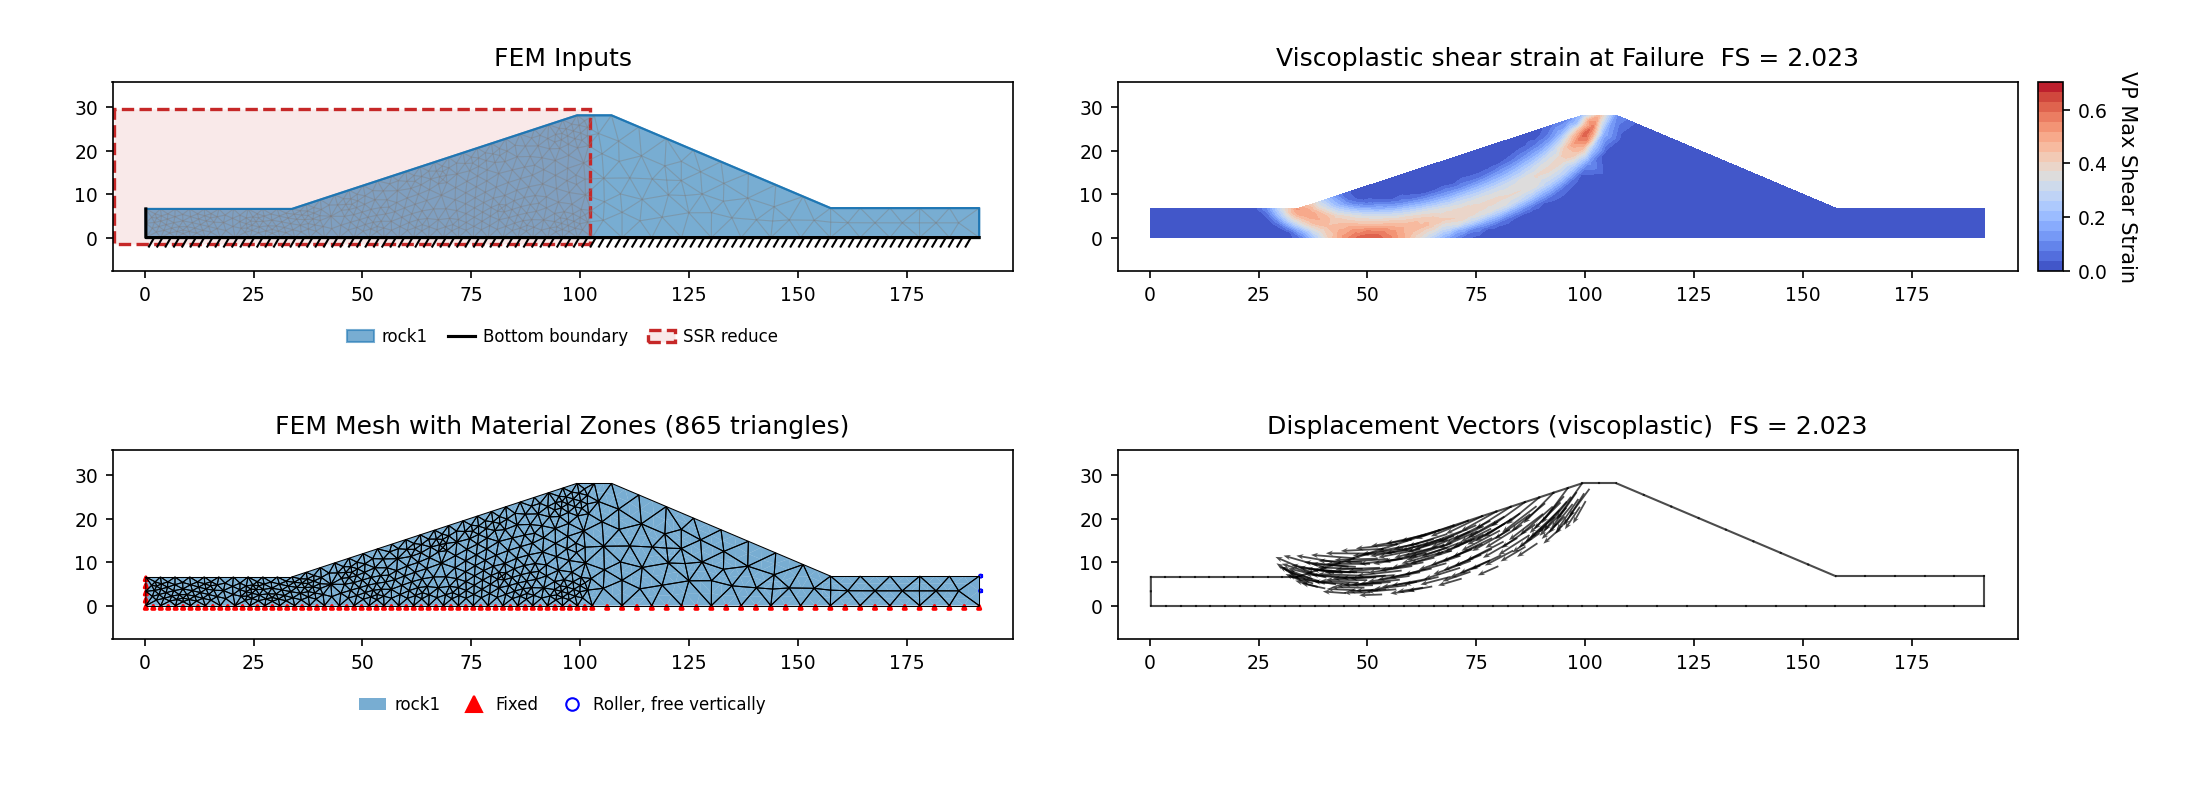 FEM Inputs
30
20
10
0
0 25 50 75 100 125 150 175
rock1 Bottom boundary SSR reduce
Viscoplastic shear strain at Failure FS = 2.023
30
20
10
0
0 25 50 75 100 125 150 175
0.6
0.4
0.2
0.0
VP Max Shear Strain
FEM Mesh with Material Zones (865 triangles)
30
20
10
0
0 25 50 75 100 125 150 175
rock1 Fixed Roller, free vertically
Displacement Vectors (viscoplastic) FS = 2.023
30
20
10
0
0 25 50 75 100 125 150 175